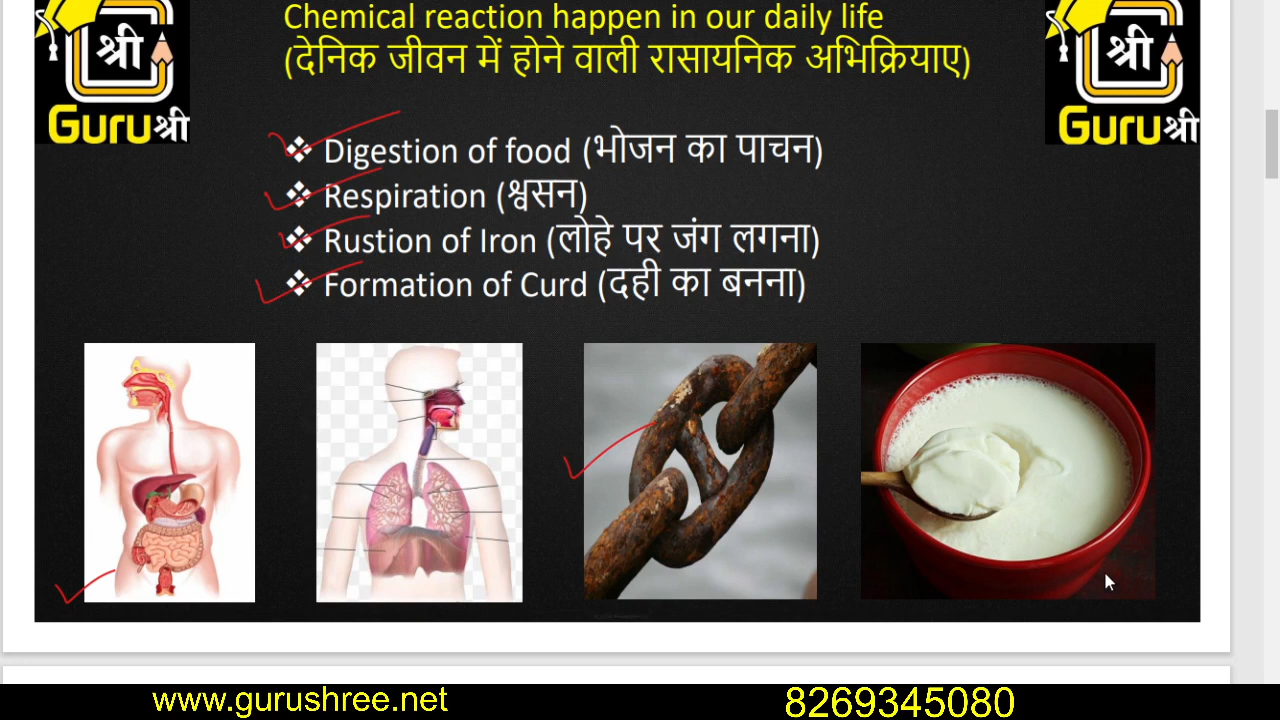 Chemical reaction happen in our daily life
(देनिक जीवन में होने वाली रासायनिक अभिक्रियाए)
श्री
Guruश्री
श्री
Guruश्री
❖ Digestion of food (भोजन का पाचन)
❖ Respiration (श्वसन)
❖ Rustion of Iron (लोहे पर जंग लगना)
❖ Formation of Curd (दही का बनना)
www.gurushree.net
8269345080